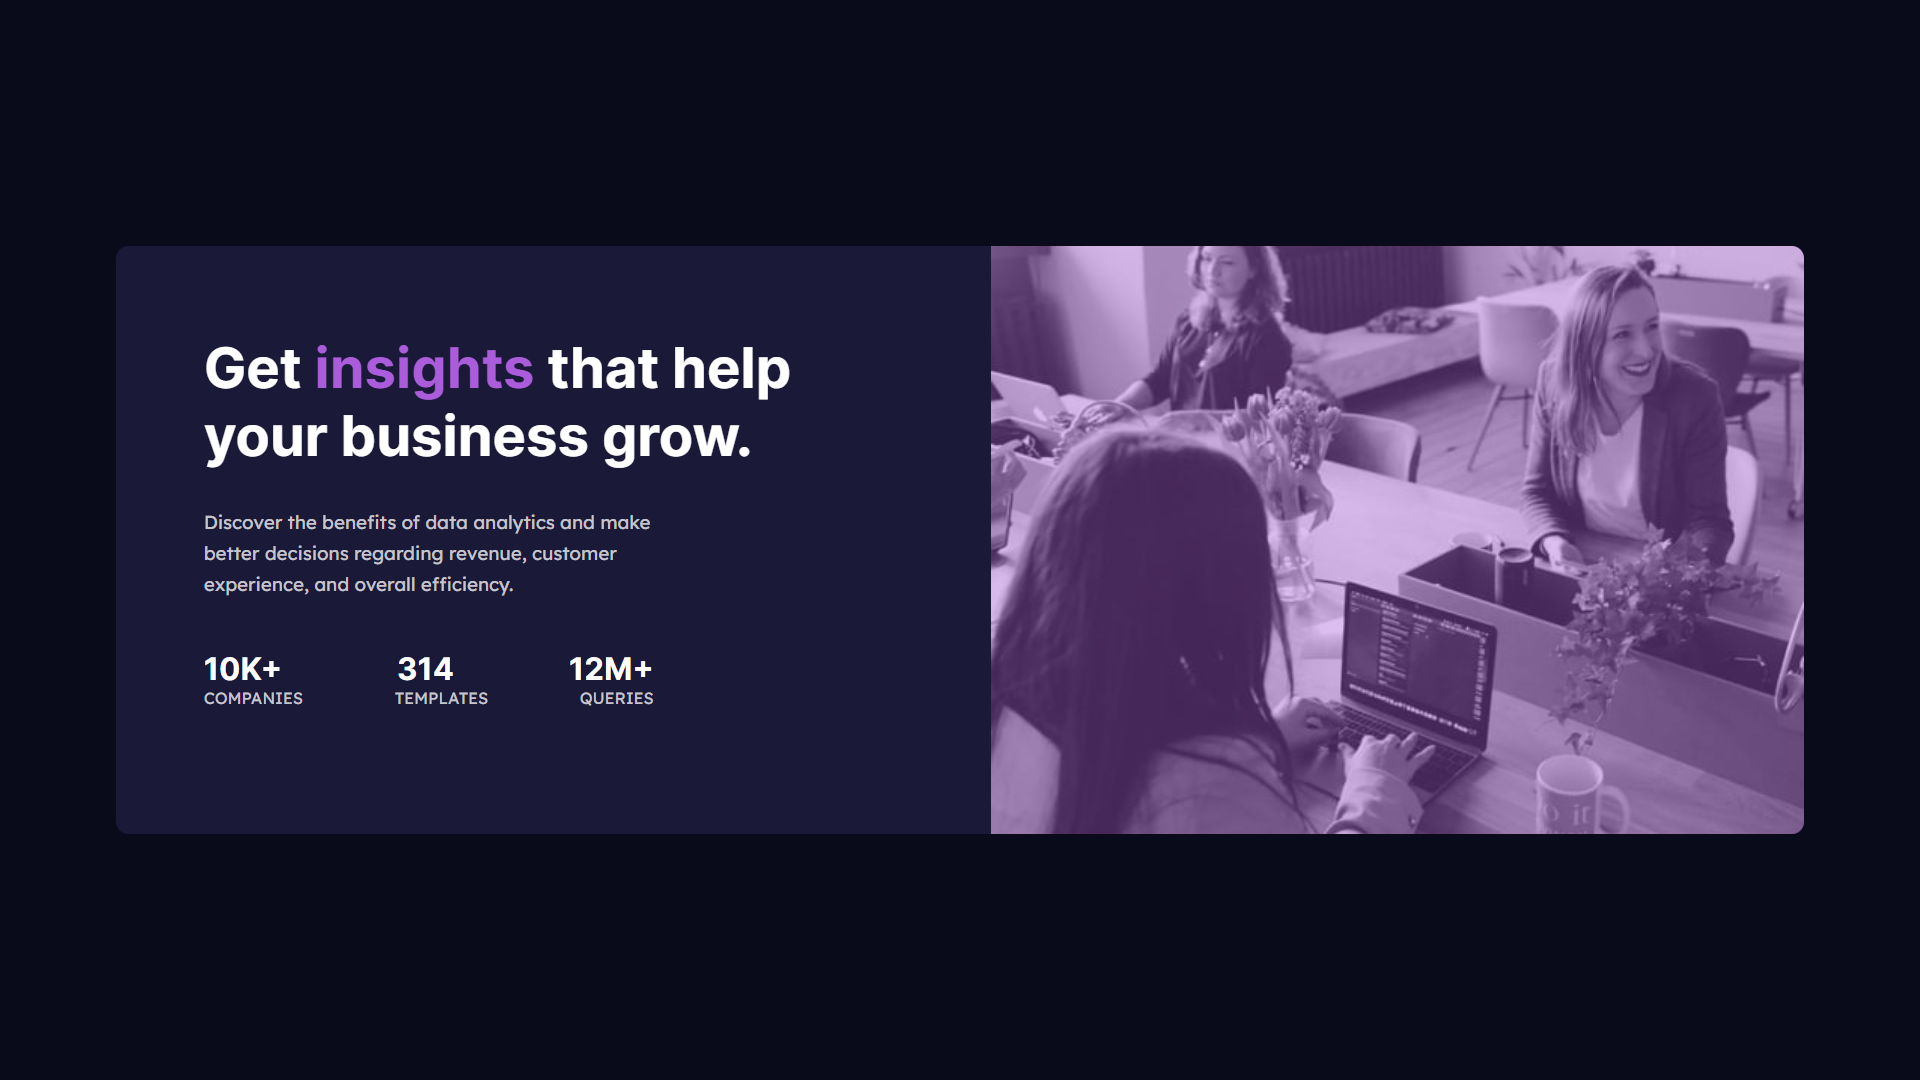 Get insights that help
your business grow.
Discover the benefits of data analytics and make
better decisions regarding revenue, customer
experience, and overall efficiency.
10K+ 314 12M+
COMPANIES TEMPLATES QUERIES